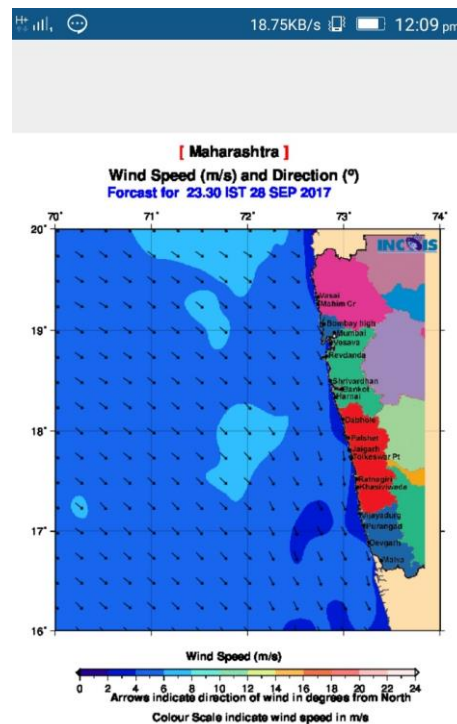 H+ 18.75KB/s 12:09 pm
[ Maharashtra ]
Wind Speed (m/s) and Direction (º)
Forcast for 23.30 IST 28 SEP 2017
70˚ 71˚ 72˚ 73˚ 74˚
20˚
INCOIS
Vasai
Mahim Cr
19˚
Bombay high
Mumbai
Vesava
Revdanda
Shrivardhan
Bankot
Harnai
18˚
Dabhole
Palshet
Jaigarh
Ratnagiri
17˚
Vijaydurg
Devgarh
16˚
Wind Speed (m/s)
0 2 4 6 8 10 12 14 16 18 20 22 24
Arrows indicate direction of wind in degrees from North
Colour Scale indicate wind speed in m/s